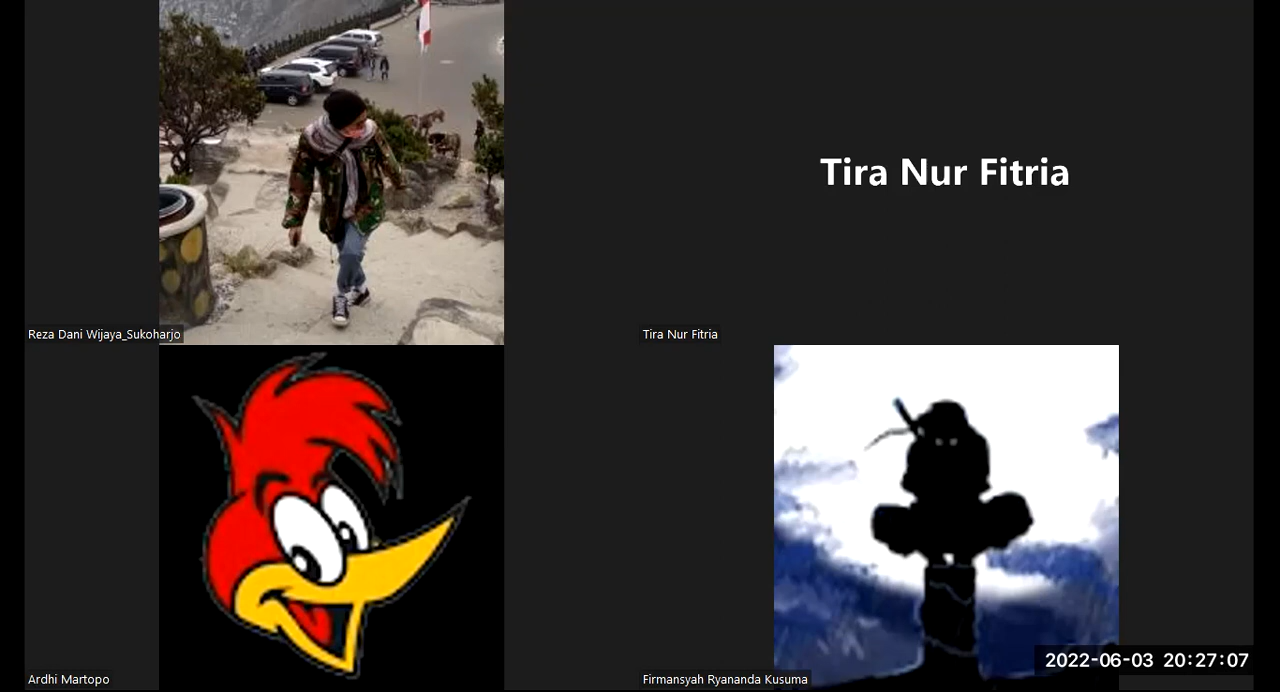 Tira Nur Fitria
Reza Dani Wijaya_Sukoharjo
Tira Nur Fitria
Ardhi Martopo
Firmansyah Ryananda Kusuma
2022-06-03 20:27:07